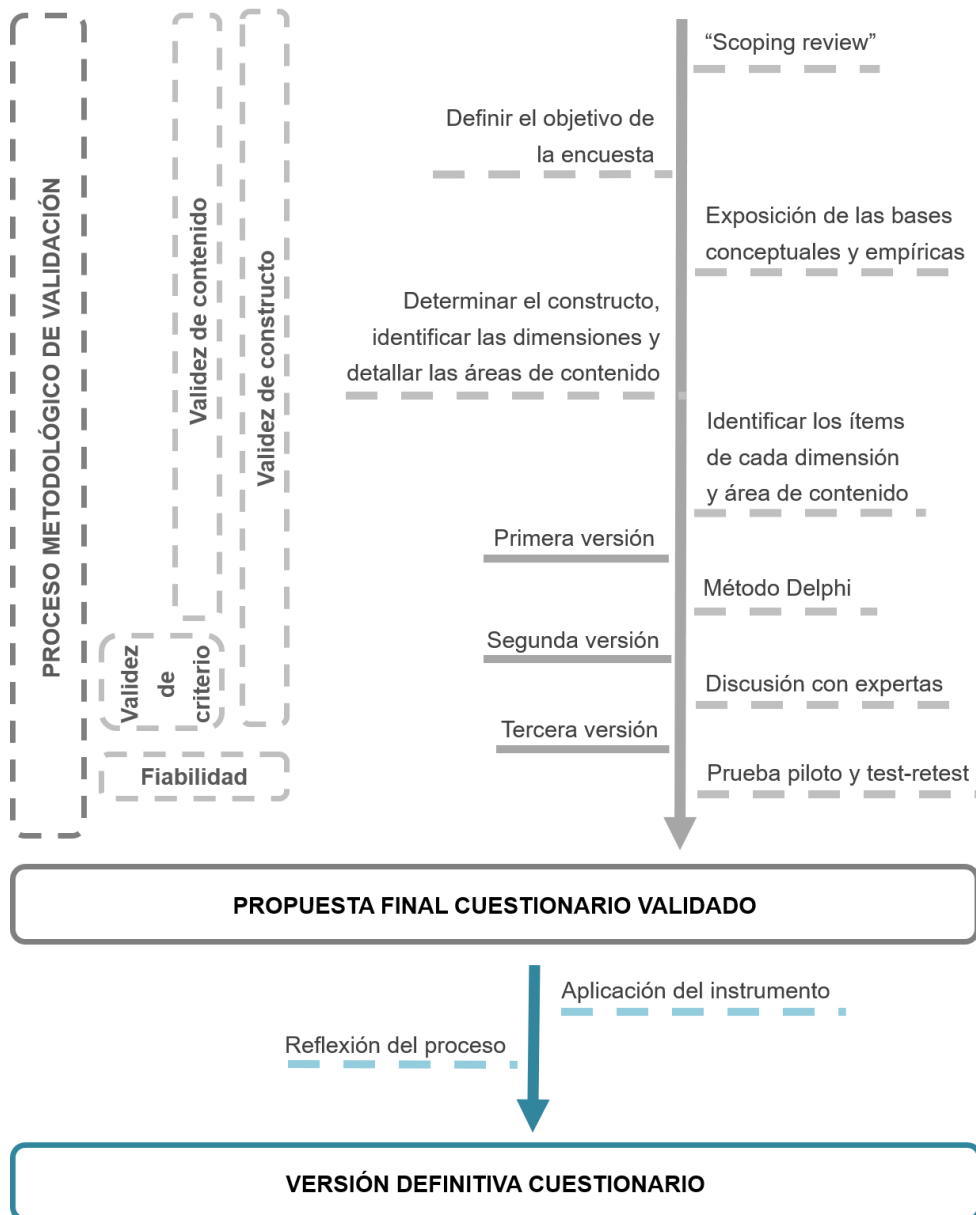 PROCESO METODOLÓGICO DE VALIDACIÓN
Validez de contenido
Validez de constructo
Validez
de
criterio
Fiabilidad
“Scoping review”
Definir el objetivo de
la encuesta
Exposición de las bases
conceptuales y empíricas
Determinar el constructo,
identificar las dimensiones y
detallar las áreas de contenido
Identificar los ítems
de cada dimensión
y área de contenido
Primera versión
Método Delphi
Segunda versión
Discusión con expertas
Tercera versión
Prueba piloto y test-retest
PROPUESTA FINAL CUESTIONARIO VALIDADO
Aplicación del instrumento
Reflexión del proceso
VERSIÓN DEFINITIVA CUESTIONARIO